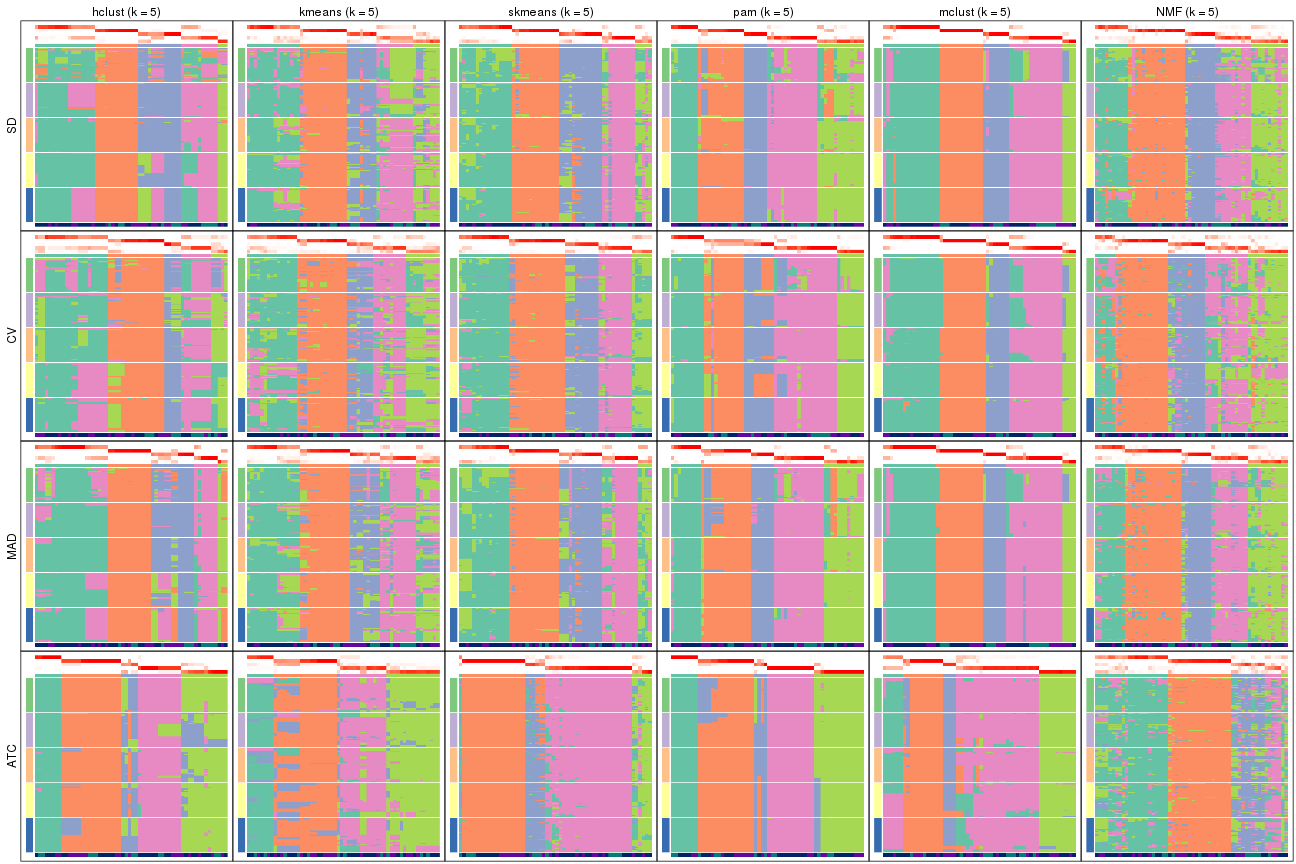 hclust (k = 5)
kmeans (k = 5)
skmeans (k = 5)
pam (k = 5)
mclust (k = 5)
NMF (k = 5)
SD
CV
MAD
ATC